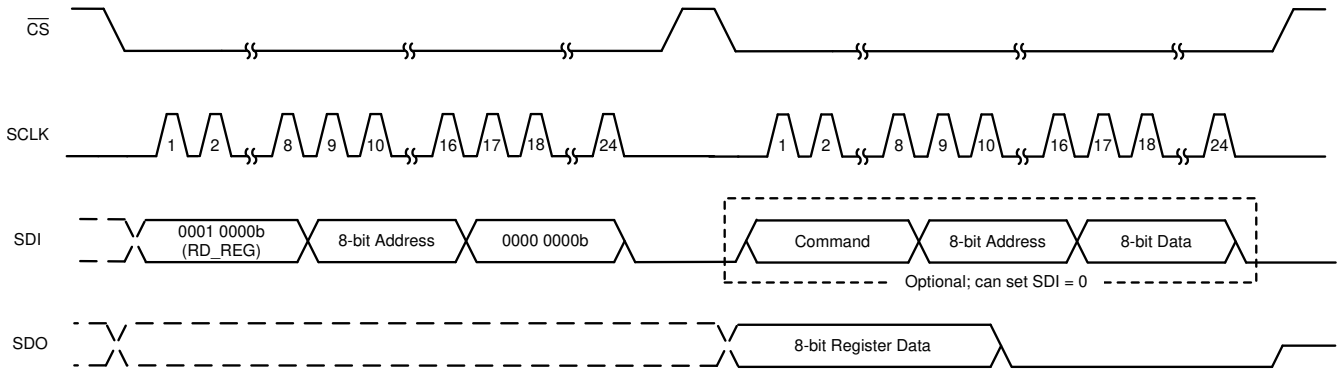 CS
SCLK
1 2 8 9 10 16 17 18 24 1 2 8 9 10 16 17 18 24
SDI
0001 0000b
(RD_REG)
8-bit Address
0000 0000b
Command
8-bit Address
8-bit Data
Optional; can set SDI = 0
SDO
8-bit Register Data